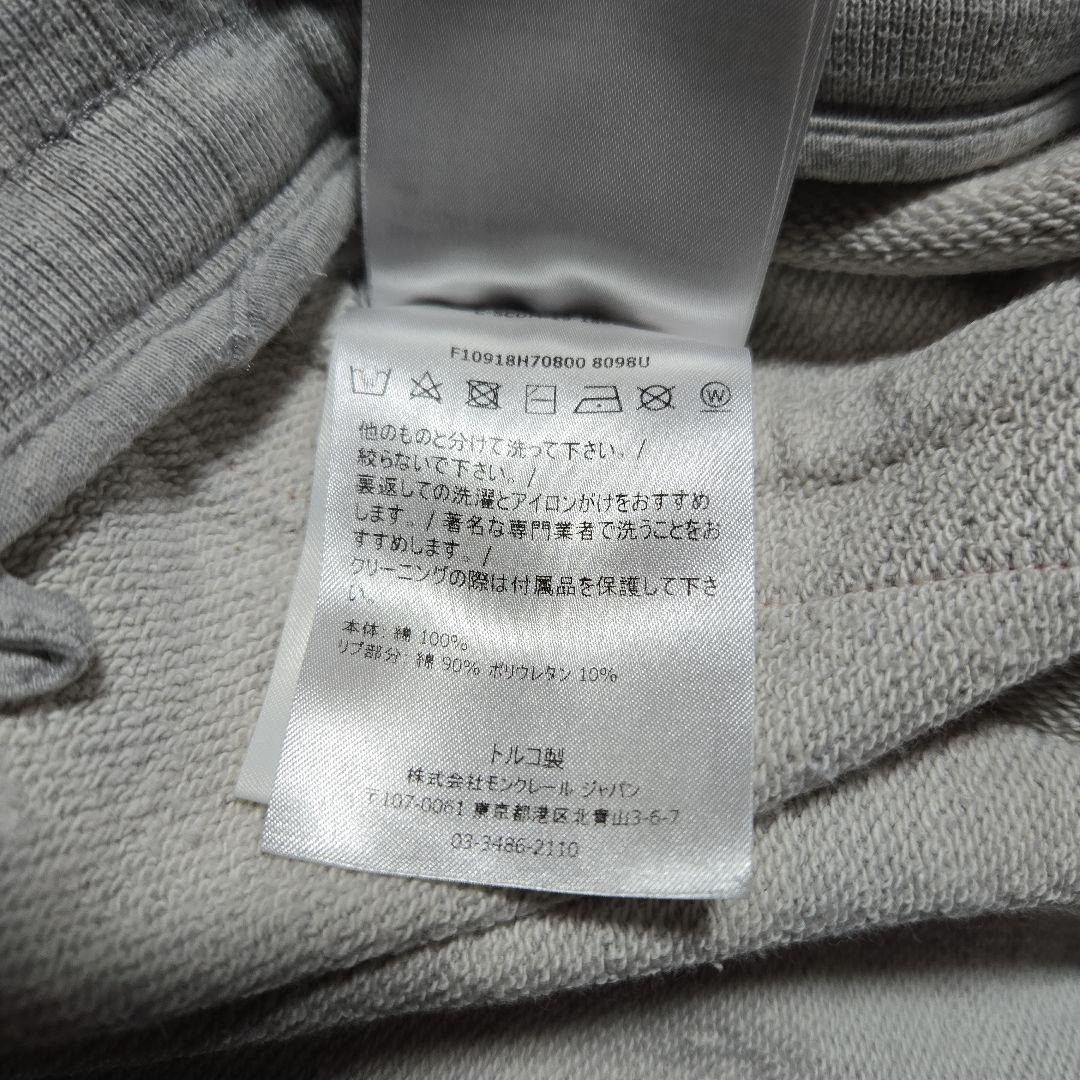 F10918H70800 8098U
W
他のものと分けて洗って下さい。/
絞らないで下さい。/
裏返しての洗濯とアイロンがけをおすすめ
します。/ 著名な専門業者で洗うことをお
すすめします。/
クリーニングの際は付属品を保護して下さ
い。
本体: 綿 100%
リブ部分: 綿 90% ポリウレタン 10%
トルコ製
株式会社モンクレール ジャパン
〒107-0061 東京都港区北青山3-6-7
03-3486-2110